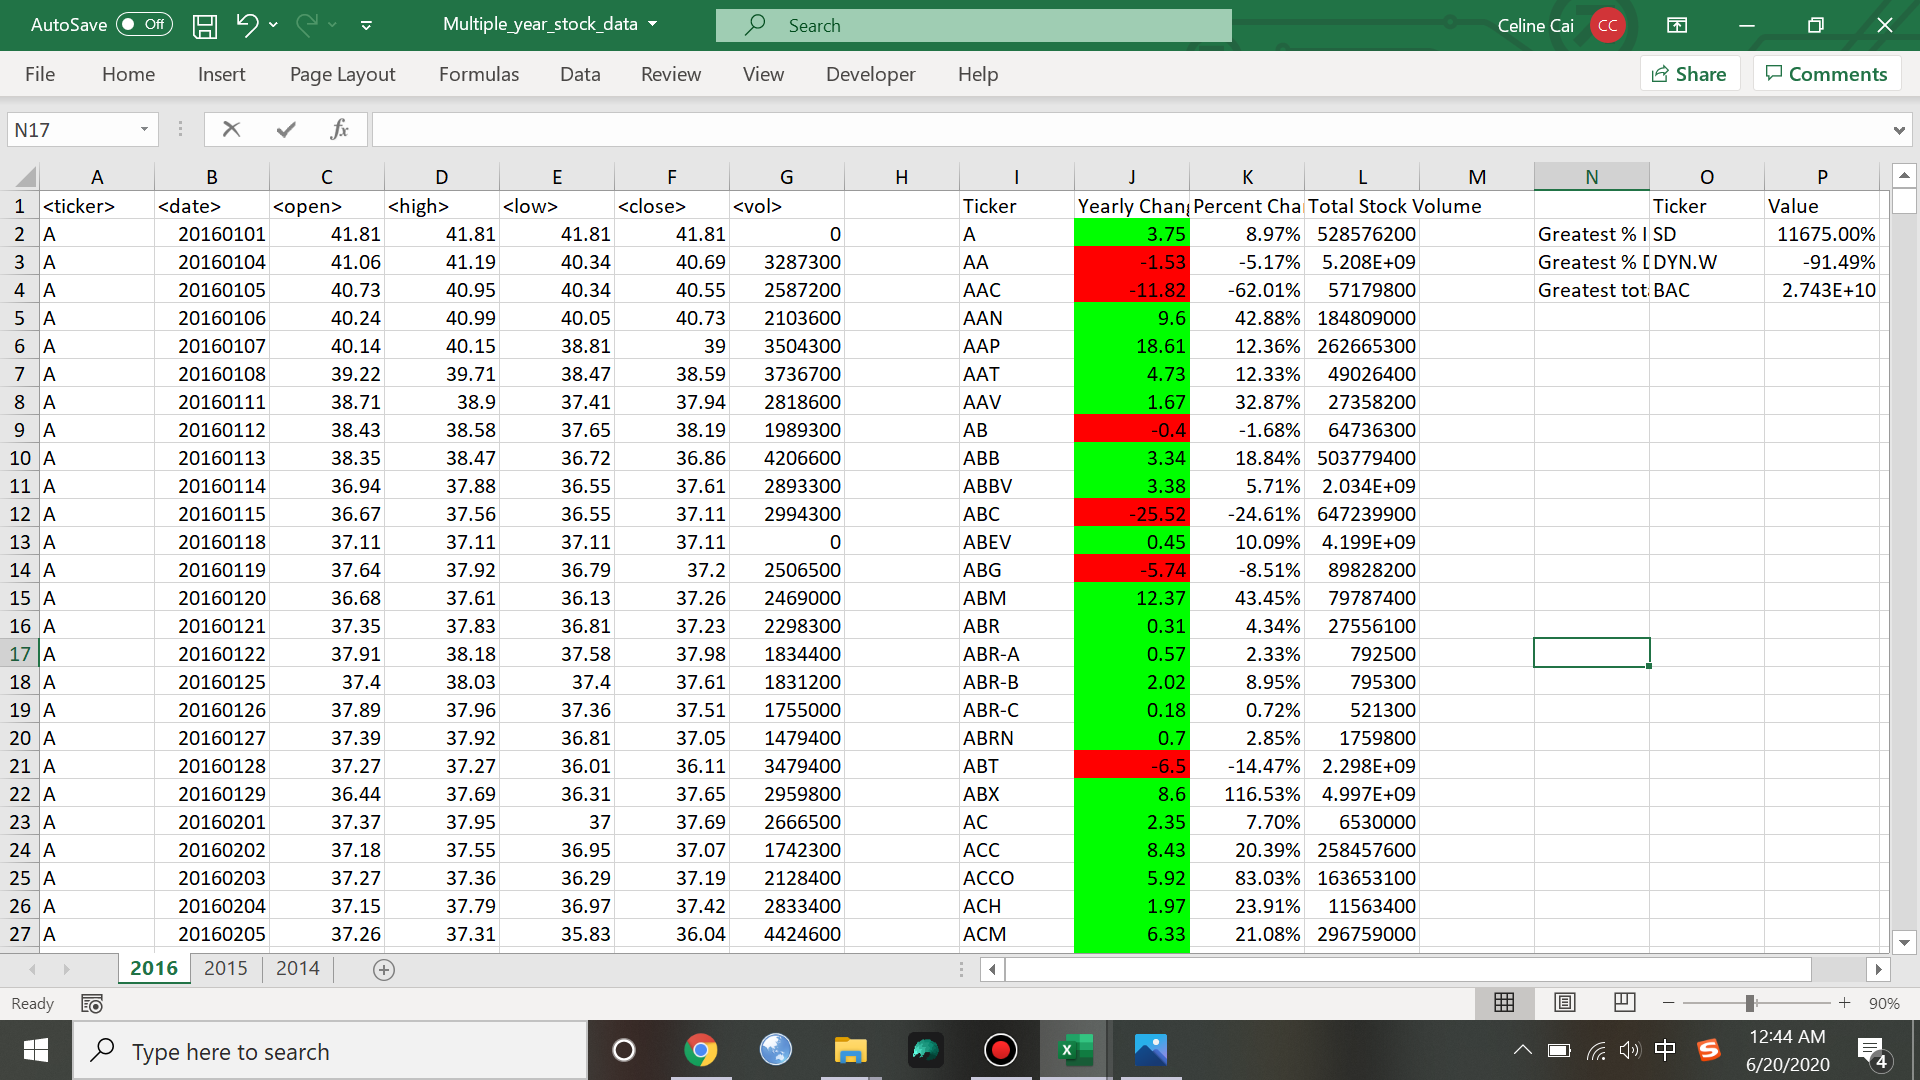 AutoSave Off Multiple_year_stock_data Search Celine Cai CC
File Home Insert Page Layout Formulas Data Review View Developer Help Share Comments
N17 fx
A B C D E F G H I J K L M N O P
1 <ticker> <date> <open> <high> <low> <close> <vol> Ticker Yearly Chang Percent Cha Total Stock Volume Ticker Value
2 A 20160101 41.81 41.81 41.81 41.81 0 A 3.75 8.97% 528576200 Greatest % I SD 11675.00%
3 A 20160104 41.06 41.19 40.34 40.69 3287300 AA -1.53 -5.17% 5.208E+09 Greatest % D DYN.W -91.49%
4 A 20160105 40.73 40.95 40.34 40.55 2587200 AAC -11.82 -62.01% 57179800 Greatest tot BAC 2.743E+10
5 A 20160106 40.24 40.99 40.05 40.73 2103600 AAN 9.6 42.88% 184809000
6 A 20160107 40.14 40.15 38.81 39 3504300 AAP 18.61 12.36% 262665300
7 A 20160108 39.22 39.71 38.47 38.59 3736700 AAT 4.73 12.33% 49026400
8 A 20160111 38.71 38.9 37.41 37.94 2818600 AAV 1.67 32.87% 27358200
9 A 20160112 38.43 38.58 37.65 38.19 1989300 AB -0.4 -1.68% 64736300
10 A 20160113 38.35 38.47 36.72 36.86 4206600 ABB 3.34 18.84% 503779400
11 A 20160114 36.94 37.88 36.55 37.61 2893300 ABBV 3.38 5.71% 2.034E+09
12 A 20160115 36.67 37.56 36.55 37.11 2994300 ABC -25.52 -24.61% 647239900
13 A 20160118 37.11 37.11 37.11 37.11 0 ABEV 0.45 10.09% 4.199E+09
14 A 20160119 37.64 37.92 36.79 37.2 2506500 ABG -5.74 -8.51% 89828200
15 A 20160120 36.68 37.61 36.13 37.26 2469000 ABM 12.37 43.45% 79787400
16 A 20160121 37.35 37.83 36.81 37.23 2298300 ABR 0.31 4.34% 27556100
17 A 20160122 37.91 38.18 37.58 37.98 1834400 ABR-A 0.57 2.33% 792500
18 A 20160125 37.4 38.03 37.4 37.61 1831200 ABR-B 2.02 8.95% 795300
19 A 20160126 37.89 37.96 37.36 37.51 1755000 ABR-C 0.18 0.72% 521300
20 A 20160127 37.39 37.92 36.81 37.05 1479400 ABRN 0.7 2.85% 1759800
21 A 20160128 37.27 37.27 36.01 36.11 3479400 ABT -6.5 -14.47% 2.298E+09
22 A 20160129 36.44 37.69 36.31 37.65 2959800 ABX 8.6 116.53% 4.997E+09
23 A 20160201 37.37 37.95 37 37.69 2666500 AC 2.35 7.70% 6530000
24 A 20160202 37.18 37.55 36.95 37.07 1742300 ACC 8.43 20.39% 258457600
25 A 20160203 37.27 37.36 36.29 37.19 2128400 ACCO 5.92 83.03% 163653100
26 A 20160204 37.15 37.79 36.97 37.42 2833400 ACH 1.97 23.91% 11563400
27 A 20160205 37.26 37.31 35.83 36.04 4424600 ACM 6.33 21.08% 296759000
2016 2015 2014
Ready 90%
Type here to search 中 12:44 AM
6/20/2020 4